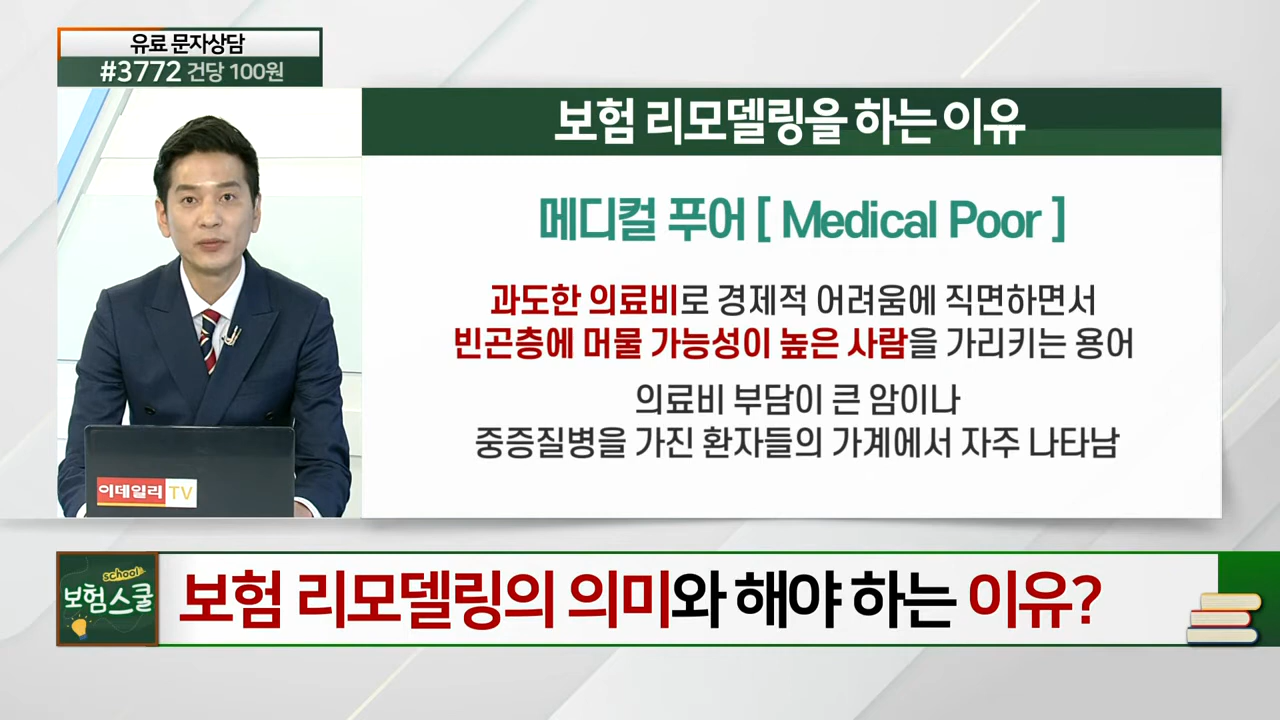 유료 문자상담
#3772 건당 100원
보험 리모델링을 하는 이유
메디컬 푸어 [ Medical Poor ]
과도한 의료비로 경제적 어려움에 직면하면서
빈곤층에 머물 가능성이 높은 사람을 가리키는 용어
의료비 부담이 큰 암이나
중증질병을 가진 환자들의 가계에서 자주 나타남
이데일리 TV
school
보험스쿨
보험 리모델링의 의미와 해야 하는 이유?